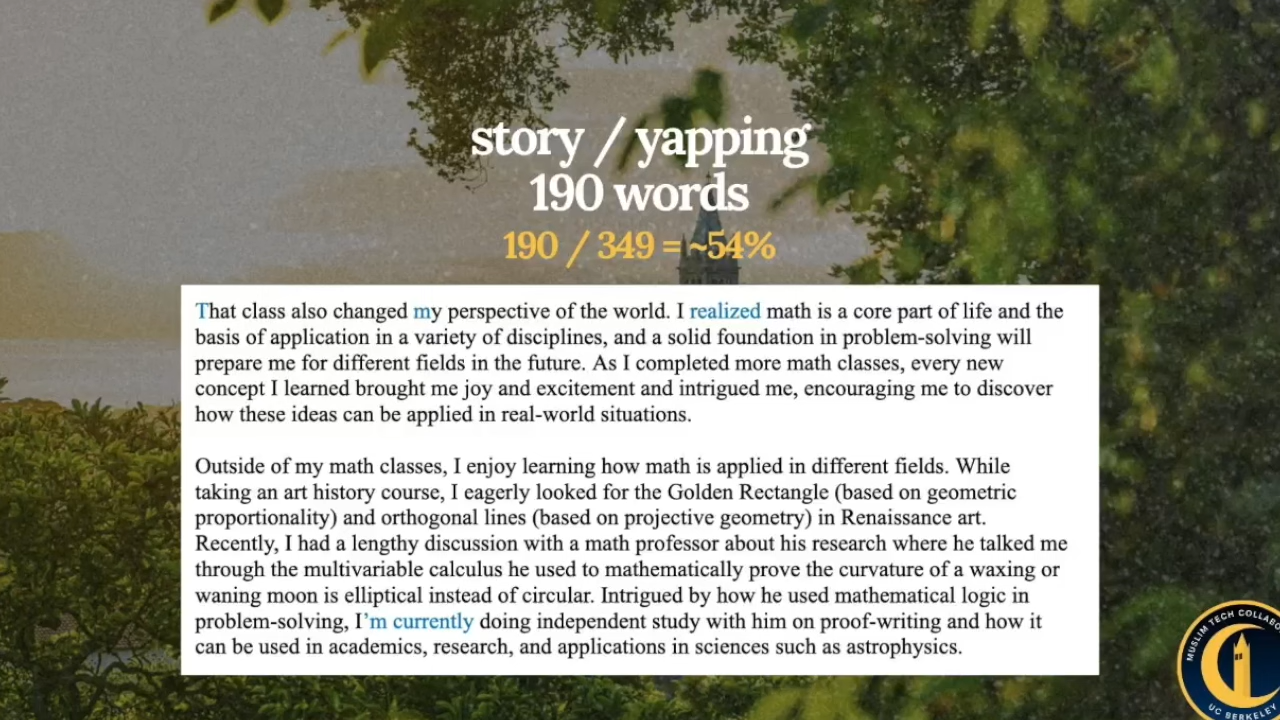 story / yapping
190 words
190 / 349 = ~54%
That class also changed my perspective of the world. I realized math is a core part of life and the
basis of application in a variety of disciplines, and a solid foundation in problem-solving will
prepare me for different fields in the future. As I completed more math classes, every new
concept I learned brought me joy and excitement and intrigued me, encouraging me to discover
how these ideas can be applied in real-world situations.
Outside of my math classes, I enjoy learning how math is applied in different fields. While
taking an art history course, I eagerly looked for the Golden Rectangle (based on geometric
proportionality) and orthogonal lines (based on projective geometry) in Renaissance art.
Recently, I had a lengthy discussion with a math professor about his research where he talked me
through the multivariable calculus he used to mathematically prove the curvature of a waxing or
waning moon is elliptical instead of circular. Intrigued by how he used mathematical logic in
problem-solving, I'm currently doing independent study with him on proof-writing and how it
can be used in academics, research, and applications in sciences such as astrophysics.
MUSLIM TECH COLLABO
UC BERKELEY